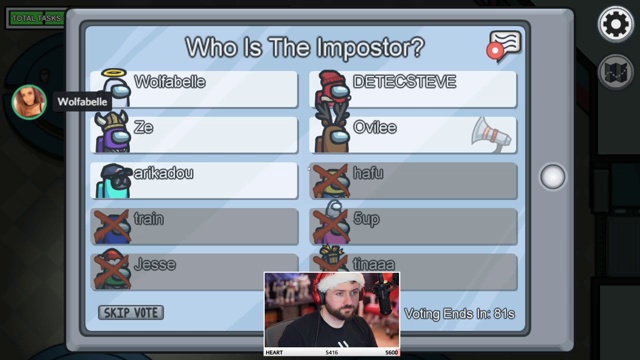 TOTAL TASKS
Who Is The Impostor?
Wolfabelle
DETECSTEVE
Wolfabelle
Ze
Ovilee
arikadou
hafu
train
5up
Jesse
tinaaa
SKIP VOTE
Voting Ends In: 81s
HEART 5416 5600